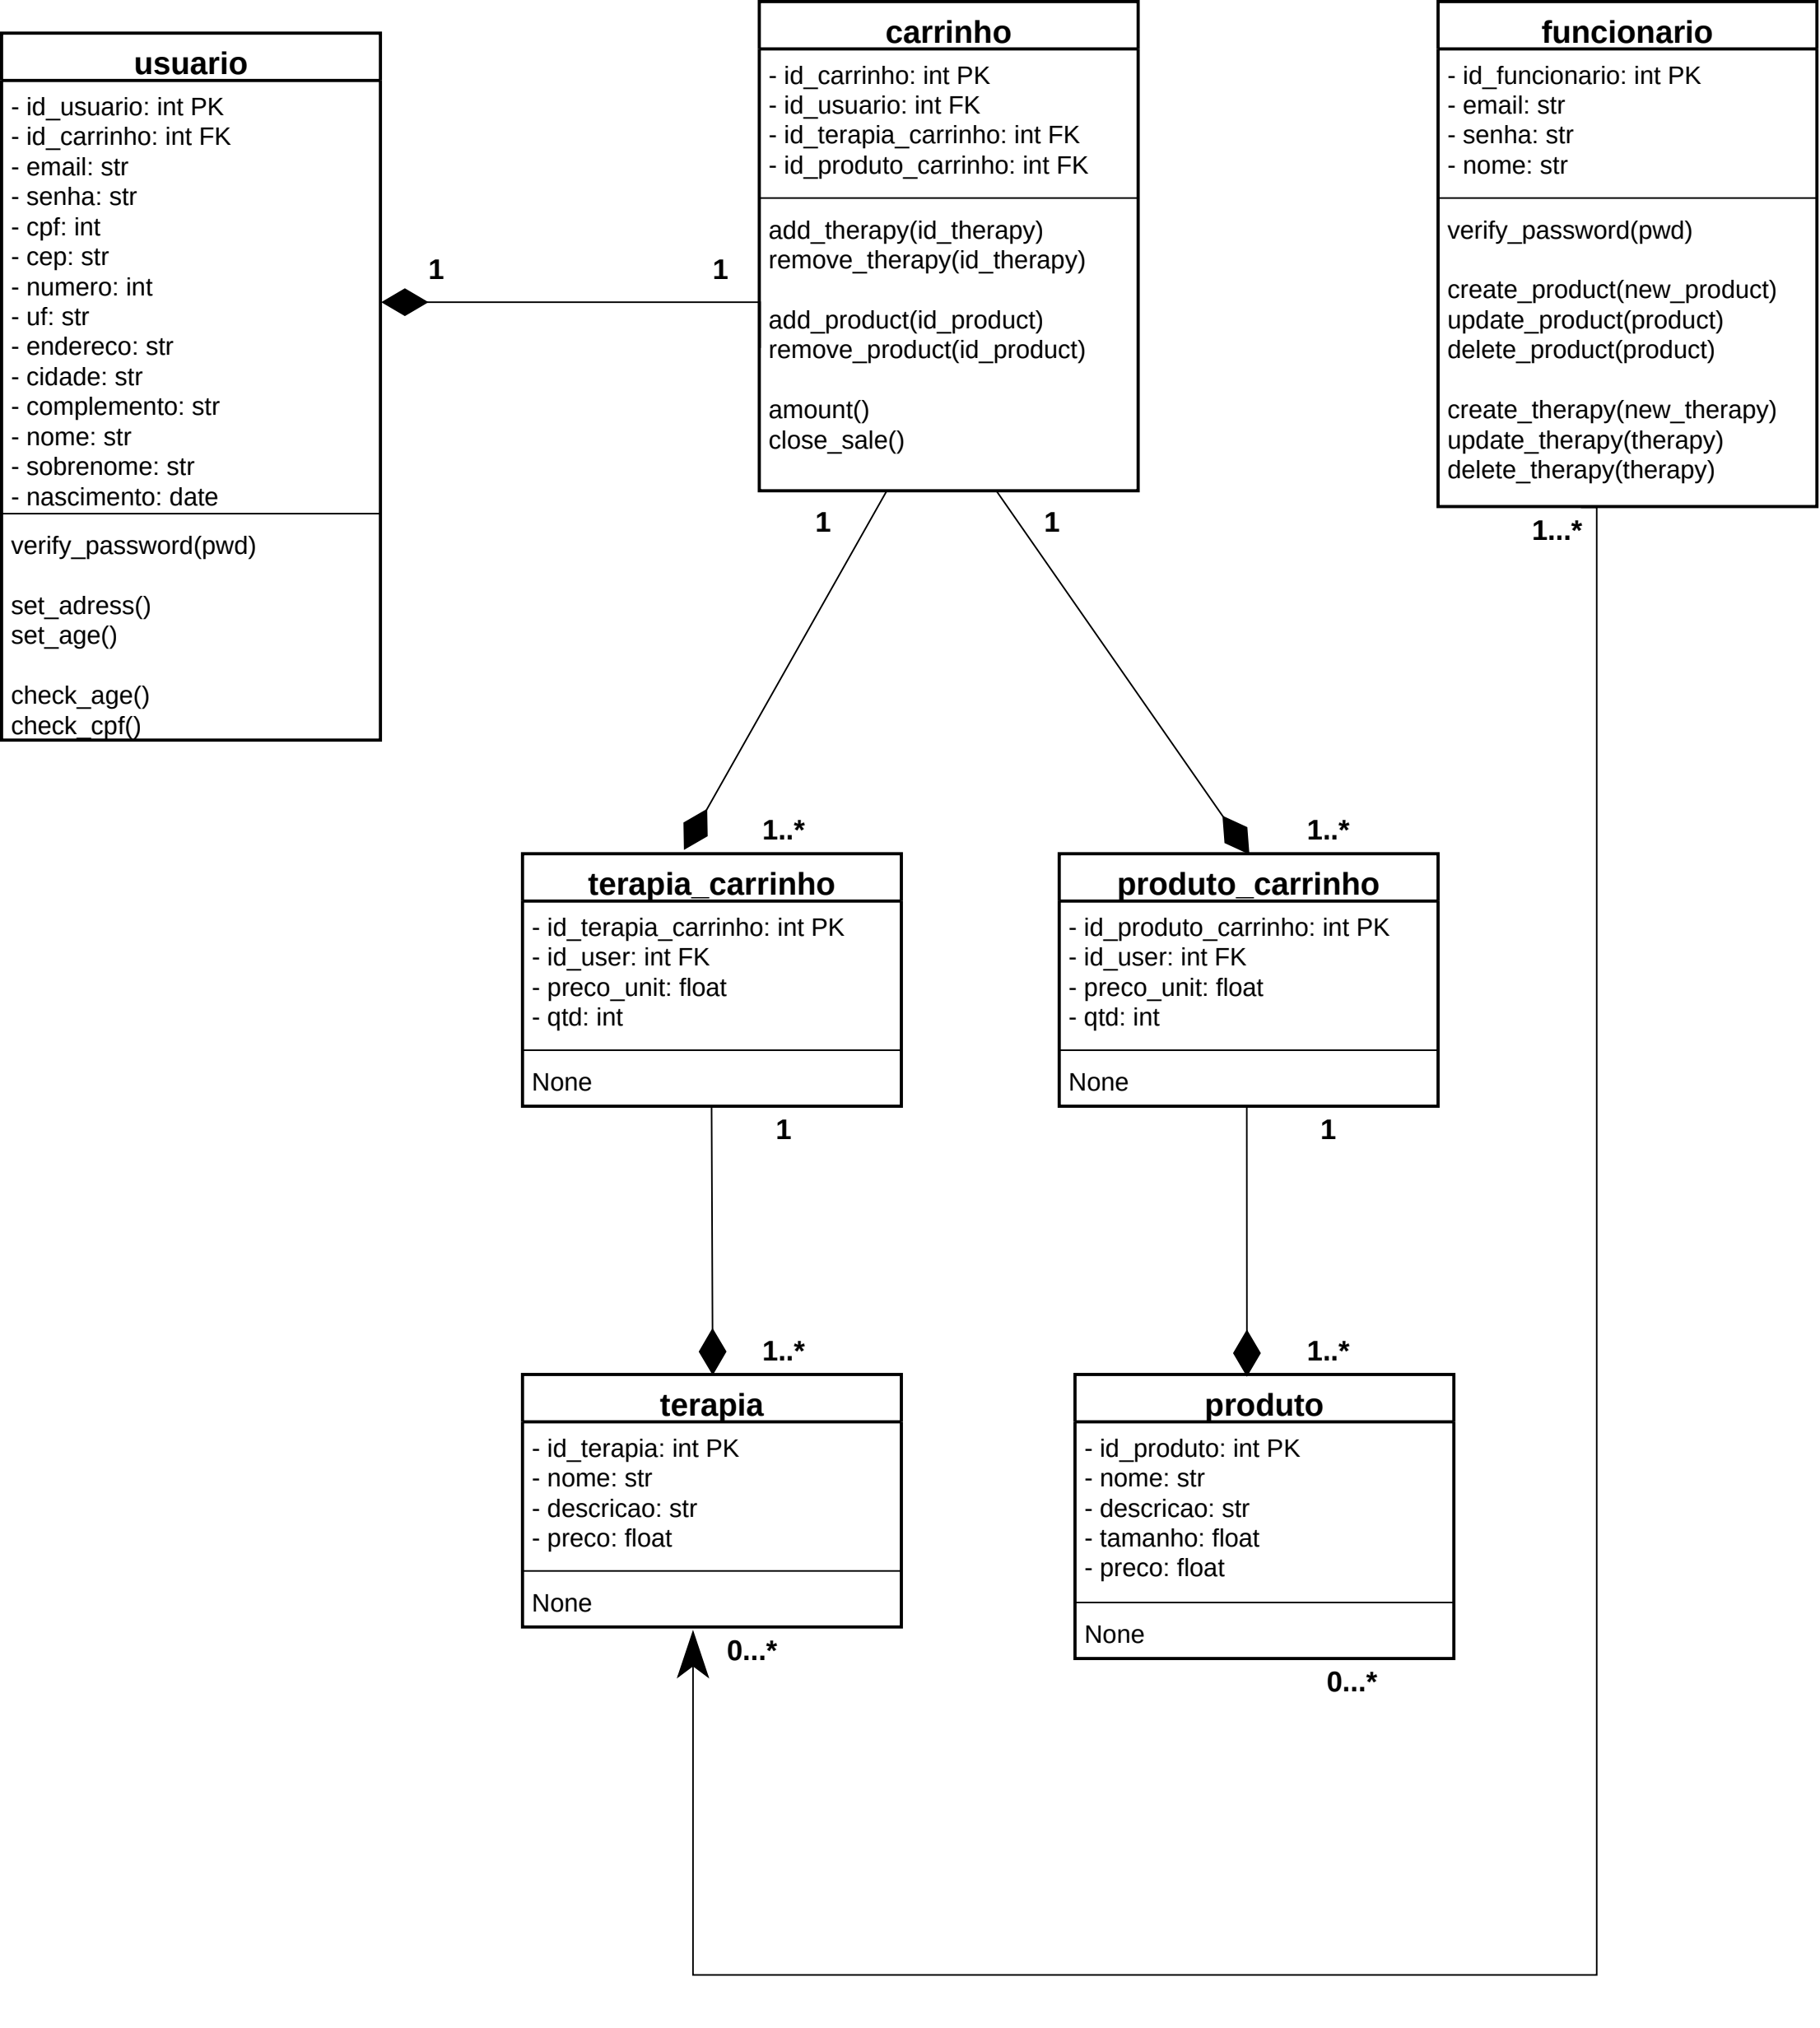 usuario
- id_usuario: int PK
- id_carrinho: int FK
- email: str
- senha: str
- cpf: int
- cep: str
- numero: int
- uf: str
- endereco: str
- cidade: str
- complemento: str
- nome: str
- sobrenome: str
- nascimento: date
verify_password(pwd)
set_adress()
set_age()
check_age()
check_cpf()
1
1
carrinho
- id_carrinho: int PK
- id_usuario: int FK
- id_terapia_carrinho: int FK
- id_produto_carrinho: int FK
add_therapy(id_therapy)
remove_therapy(id_therapy)
add_product(id_product)
remove_product(id_product)
amount()
close_sale()
1
1
funcionario
- id_funcionario: int PK
- email: str
- senha: str
- nome: str
verify_password(pwd)
create_product(new_product)
update_product(product)
delete_product(product)
create_therapy(new_therapy)
update_therapy(therapy)
delete_therapy(therapy)
1...*
1..*
terapia_carrinho
- id_terapia_carrinho: int PK
- id_user: int FK
- preco_unit: float
- qtd: int
None
1
1..*
produto_carrinho
- id_produto_carrinho: int PK
- id_user: int FK
- preco_unit: float
- qtd: int
None
1
1..*
terapia
- id_terapia: int PK
- nome: str
- descricao: str
- preco: float
None
0...*
1..*
produto
- id_produto: int PK
- nome: str
- descricao: str
- tamanho: float
- preco: float
None
0...*